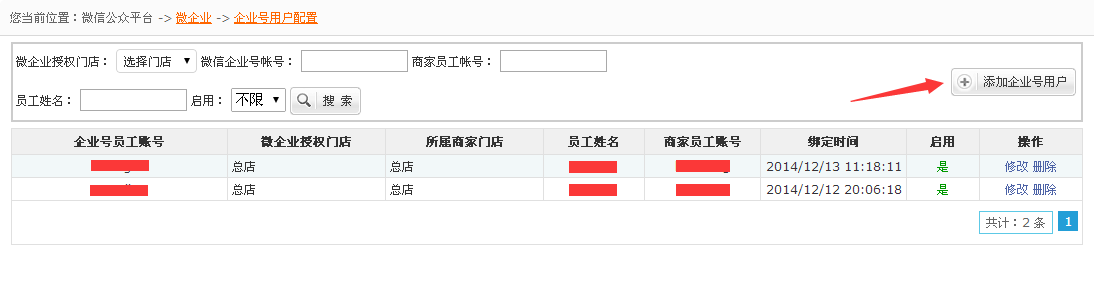 您当前位置：微信公众平台 -> 微企业 -> 企业号用户配置
微企业授权门店： 选择门店 微信企业号帐号： 商家员工帐号：
添加企业号用户
员工姓名： 启用： 不限 搜 索
企业号员工账号 微企业授权门店 所属商家门店 员工姓名 商家员工账号 绑定时间 启用 操作
总店 总店 2014/12/13 11:18:11 是 修改 删除
总店 总店 2014/12/12 20:06:18 是 修改 删除
共计：2 条 1